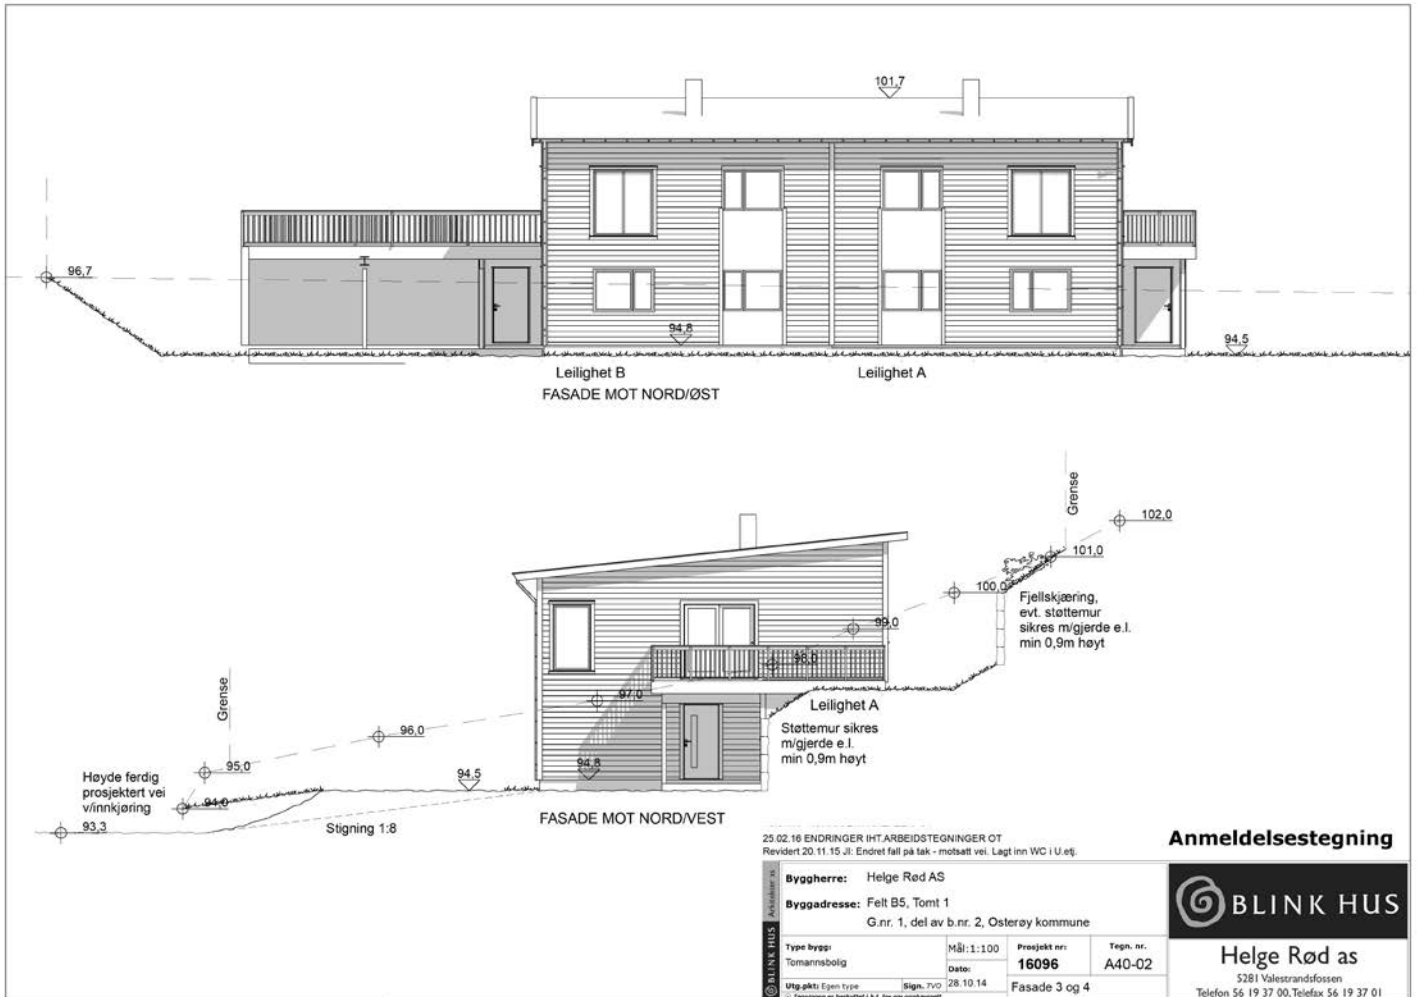 101,7
96,7
94,8
94,5
Leilighet B
Leilighet A
FASADE MOT NORD/ØST
Grense
102,0
101,0
100,0
Fjellskjæring,
evt. støttemur
sikres m/gjerde e.l.
min 0,9m høyt
99,0
98,0
97,0
Leilighet A
Støttemur sikres
m/gjerde e.l.
min 0,9m høyt
Grense
96,0
95,0
Høyde ferdig
prosjektert vei
v/innkjøring
94,0
93,3
94,5
94,8
Stigning 1:8
FASADE MOT NORD/VEST
25.02.16 ENDRINGER IHT.ARBEIDSTEGNINGER OT
Revidert 20.11.15 JI: Endret fall på tak - motsatt vei. Lagt inn WC i U.etj.
Anmeldelsestegning
BLINK HUS Arkitekter as
Byggherre: Helge Rød AS
Byggadresse: Felt B5, Tomt 1
G.nr. 1, del av b.nr. 2, Osterøy kommune
Type bygg:
Tomannsbolig
Mål: 1:100
Dato:
28.10.14
Prosjekt nr:
16096
Tegn. nr.
A40-02
Utg.pkt: Egen type
Sign. TVO
Fasade 3 og 4
BLINK HUS
Helge Rød as
5281 Valestrandsfossen
Telefon 56 19 37 00, Telefax 56 19 37 01